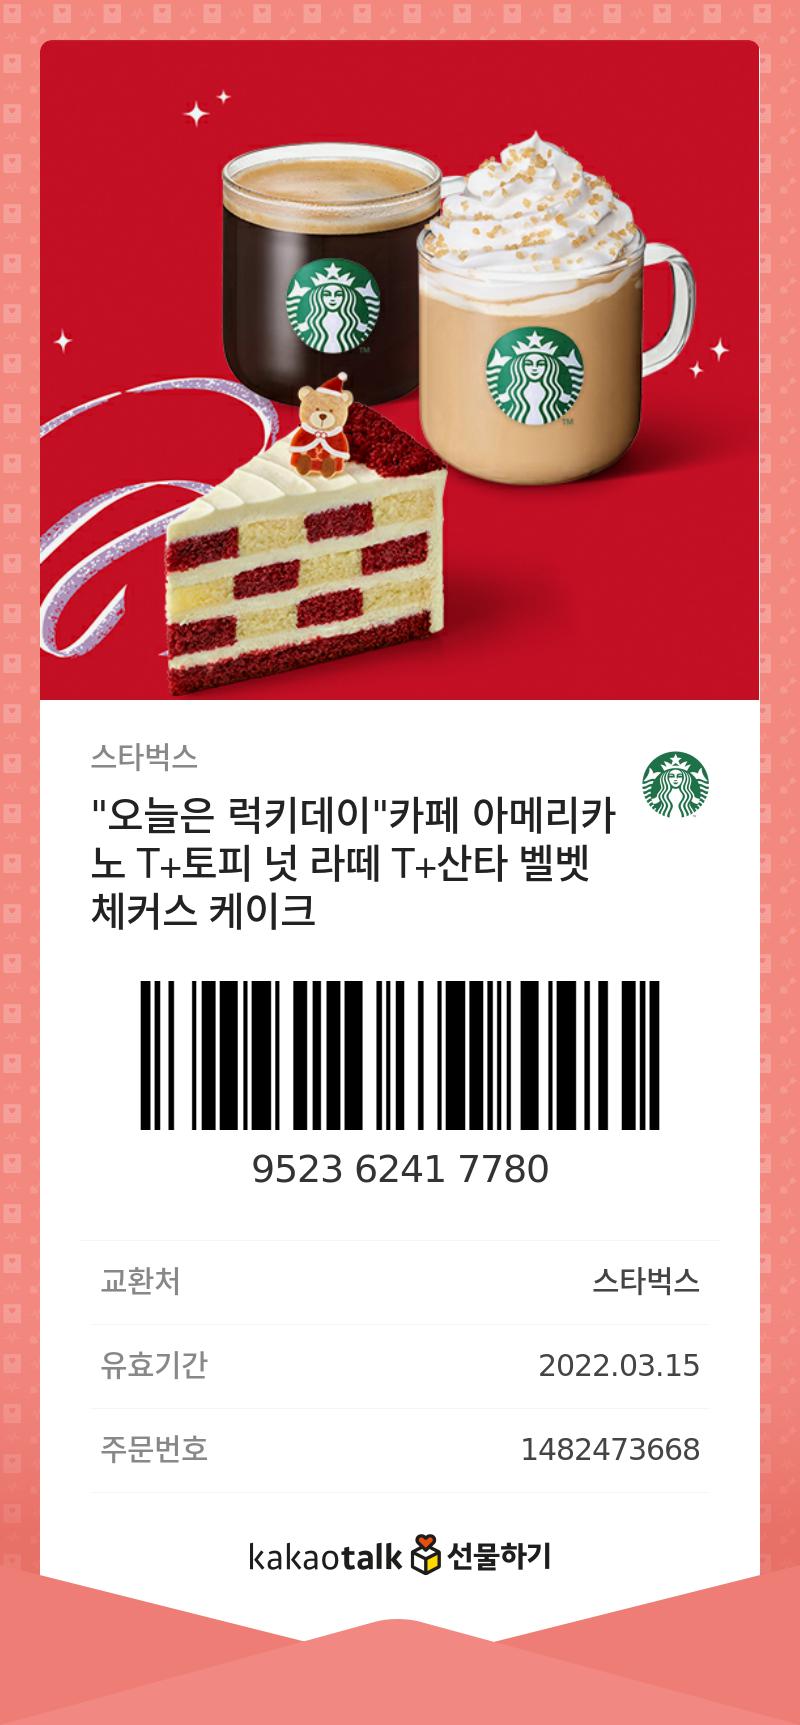 TM
TM
스타벅스
"오늘은 럭키데이"카페 아메리카
노 T+토피 넛 라떼 T+산타 벨벳
체커스 케이크
9523 6241 7780
교환처 스타벅스
유효기간 2022.03.15
주문번호 1482473668
kakaotalk 선물하기